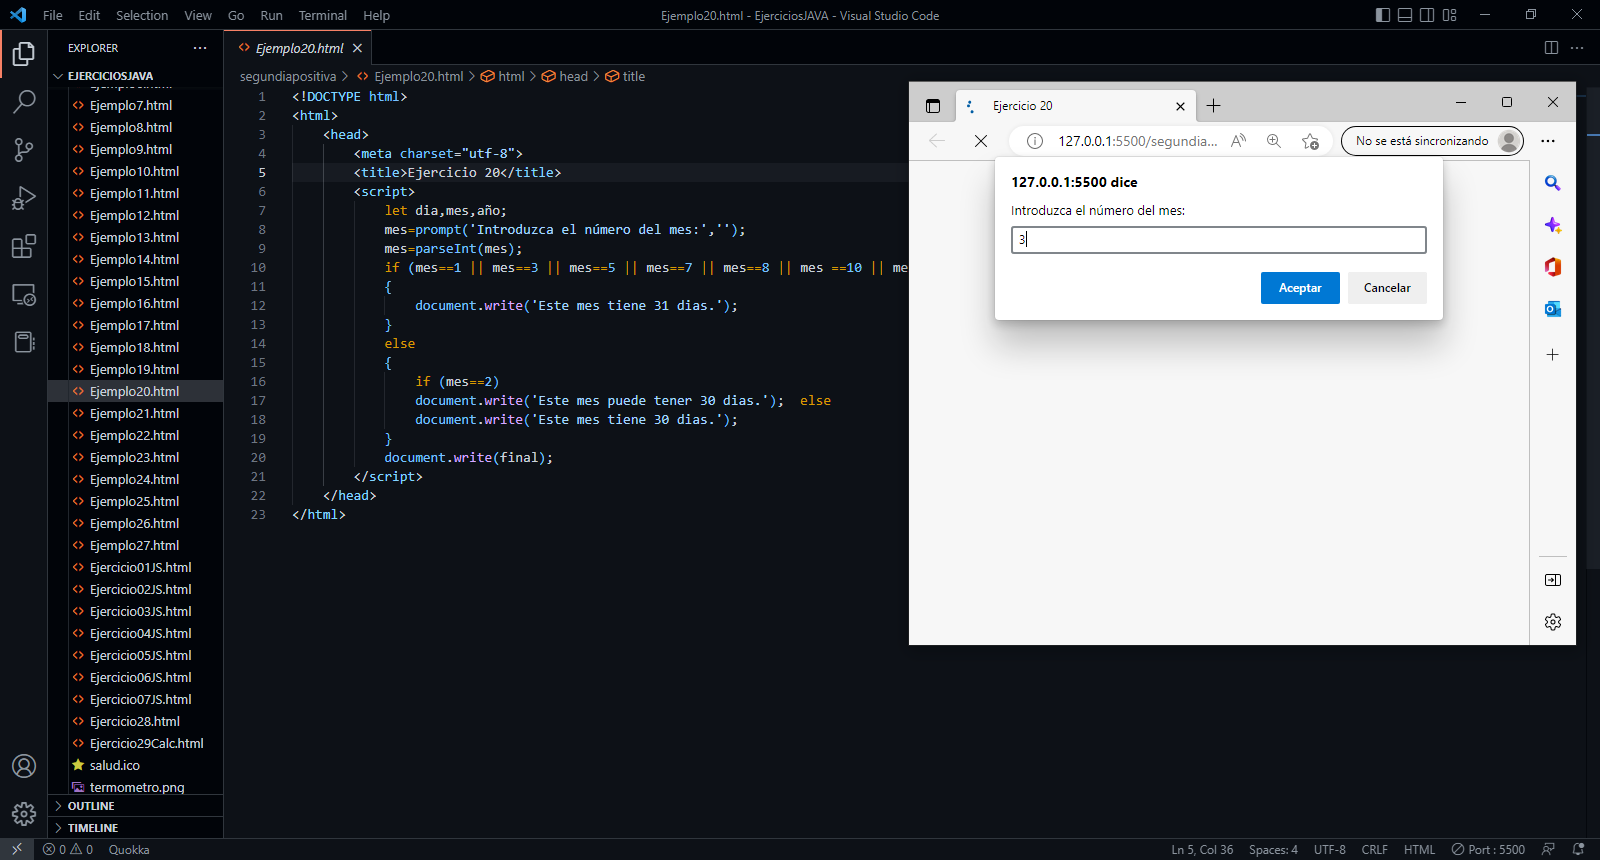 File Edit Selection View Go Run Terminal Help
Ejemplo20.html - EjerciciosJAVA - Visual Studio Code
EXPLORER
EJERCICIOSJAVA
Ejemplo7.html
Ejemplo8.html
Ejemplo9.html
Ejemplo10.html
Ejemplo11.html
Ejemplo12.html
Ejemplo13.html
Ejemplo14.html
Ejemplo15.html
Ejemplo16.html
Ejemplo17.html
Ejemplo18.html
Ejemplo19.html
Ejemplo20.html
Ejemplo21.html
Ejemplo22.html
Ejemplo23.html
Ejemplo24.html
Ejemplo25.html
Ejemplo26.html
Ejemplo27.html
Ejercicio01JS.html
Ejercicio02JS.html
Ejercicio03JS.html
Ejercicio04JS.html
Ejercicio05JS.html
Ejercicio06JS.html
Ejercicio07JS.html
Ejercicio28.html
Ejercicio29Calc.html
salud.ico
termometro.png
OUTLINE
TIMELINE
Ejemplo20.html
segundiapositiva > Ejemplo20.html > html > head > title
1 <!DOCTYPE html>
2 <html>
3 <head>
4 <meta charset="utf-8">
5 <title>Ejercicio 20</title>
6 <script>
7 let dia,mes,año;
8 mes=prompt('Introduzca el número del mes:','');
9 mes=parseInt(mes);
10 if (mes==1 || mes==3 || mes==5 || mes==7 || mes==8 || mes ==10 || me
11 {
12 document.write('Este mes tiene 31 dias.');
13 }
14 else
15 {
16 if (mes==2)
17 document.write('Este mes puede tener 30 dias.'); else
18 document.write('Este mes tiene 30 dias.');
19 }
20 document.write(final);
21 </script>
22 </head>
23 </html>
Ejercicio 20
127.0.0.1:5500/segundia...
No se está sincronizando
127.0.0.1:5500 dice
Introduzca el número del mes:
3
Aceptar Cancelar
0 0 Quokka
Ln 5, Col 36 Spaces: 4 UTF-8 CRLF HTML Port : 5500